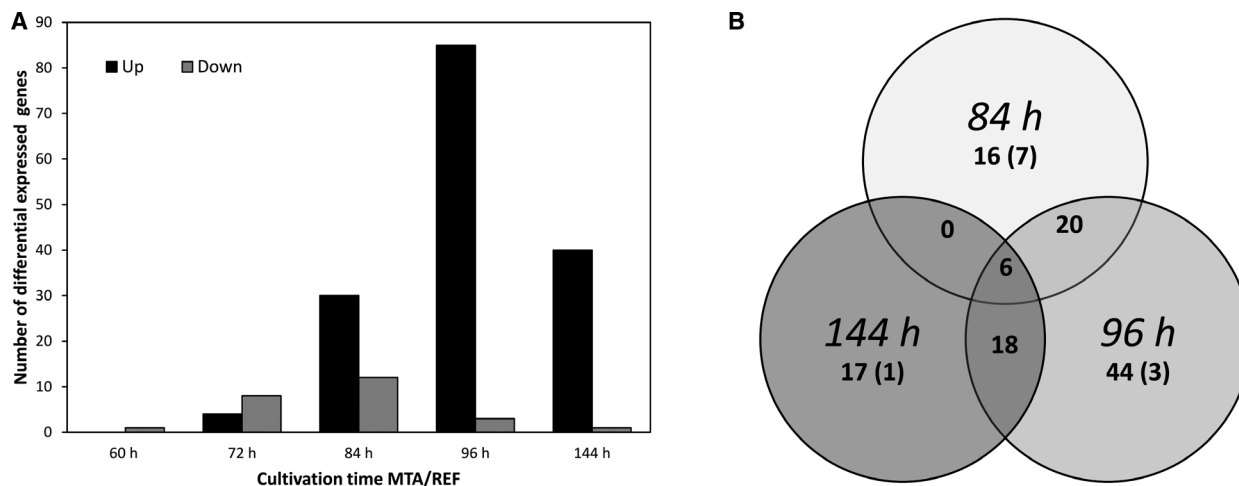 A
Number of differential expressed genes
90
80
70
60
50
40
30
20
10
0
Up
Down
60 h
72 h
84 h
96 h
144 h
Cultivation time MTA/REF
B
84 h
16 (7)
0
20
6
144 h
17 (1)
18
96 h
44 (3)